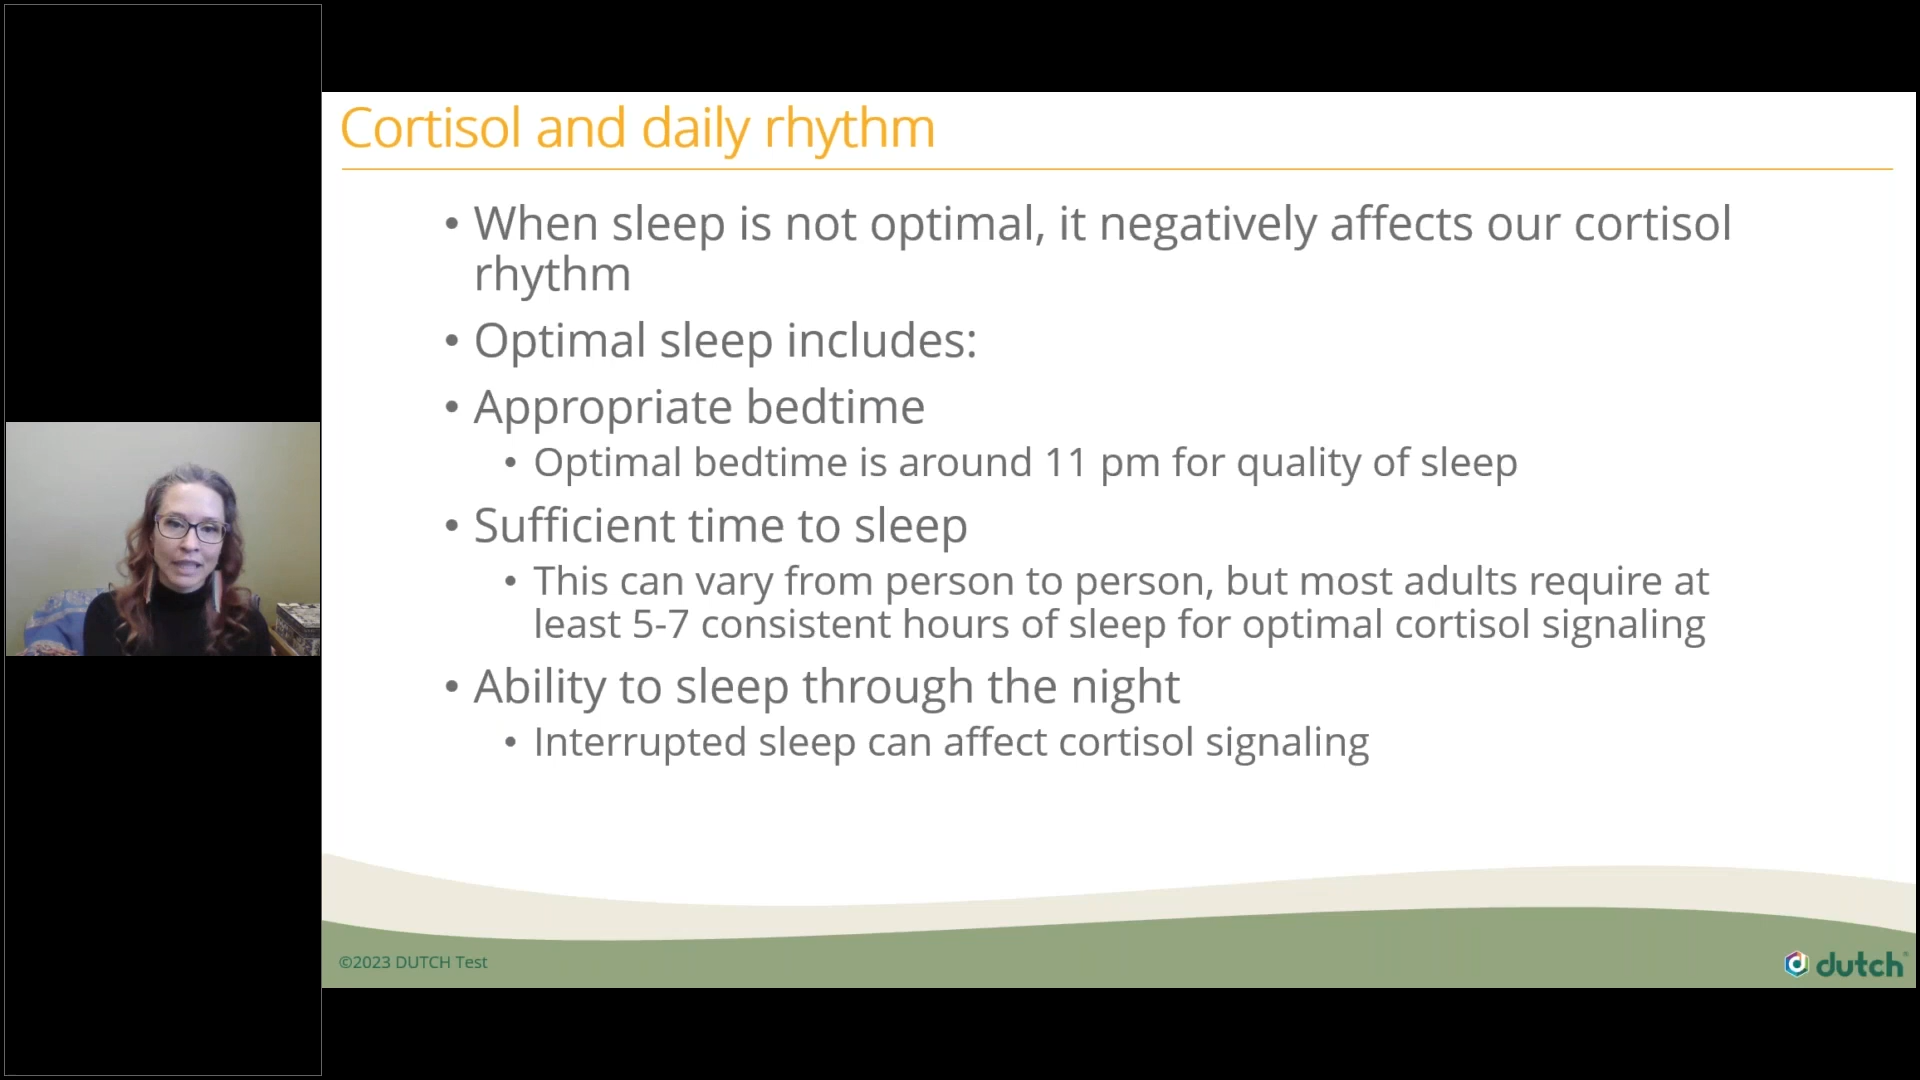 Cortisol and daily rhythm
• When sleep is not optimal, it negatively affects our cortisol
rhythm
• Optimal sleep includes:
• Appropriate bedtime
• Optimal bedtime is around 11 pm for quality of sleep
• Sufficient time to sleep
• This can vary from person to person, but most adults require at
least 5-7 consistent hours of sleep for optimal cortisol signaling
• Ability to sleep through the night
• Interrupted sleep can affect cortisol signaling
©2023 DUTCH Test
dutch